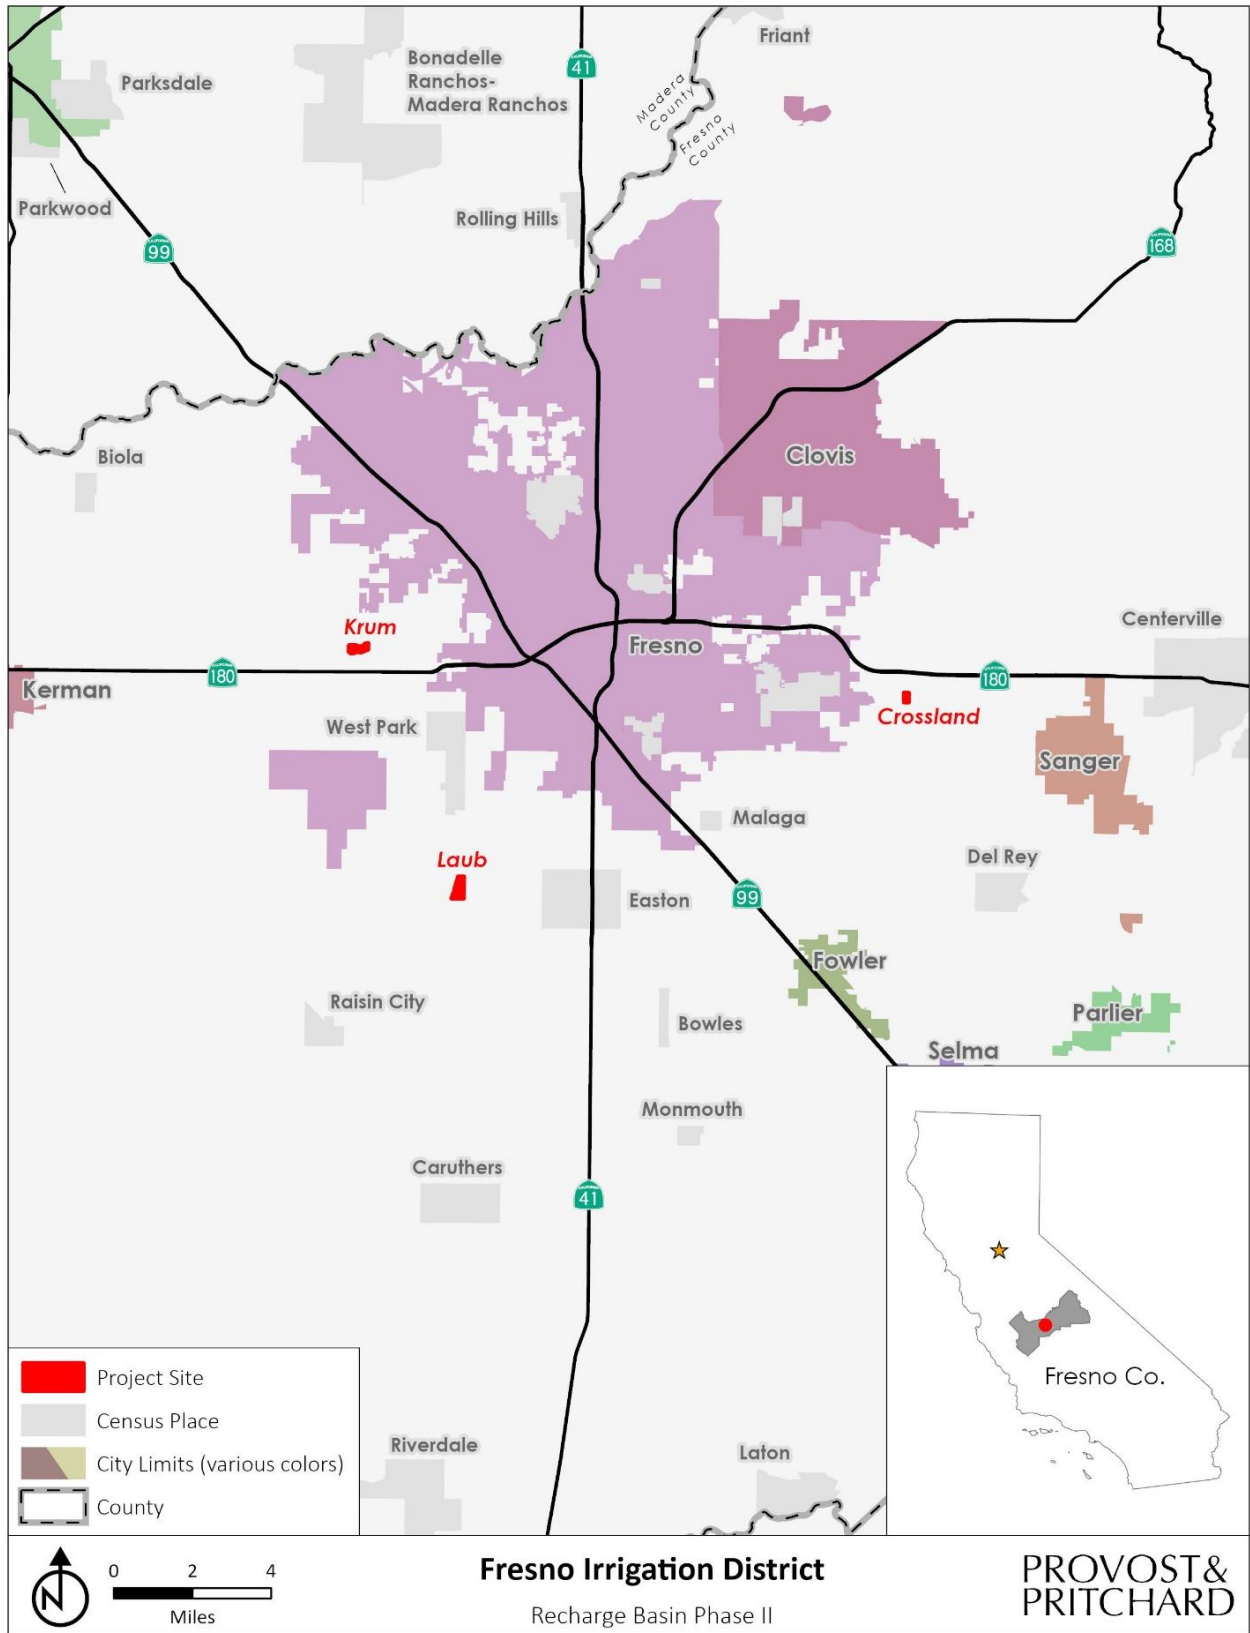 Friant
Bonadelle
Ranchos-
Madera Ranchos
41
Parksdale
Madera
County
Fresno
County
Parkwood
Rolling Hills
99
CALIFORNIA
168
Biola
Clovis
Krum
Centerville
Fresno
180
180
Kerman
Crossland
West Park
Sanger
Malaga
Laub
Del Rey
Easton
99
Fowler
Raisin City
Parlier
Bowles
Selma
Monmouth
Caruthers
41
Fresno Co.
Project Site
Census Place
City Limits (various colors)
County
Riverdale
Laton
N
0 2 4
Miles
Fresno Irrigation District
Recharge Basin Phase II
PROVOST&
PRITCHARD